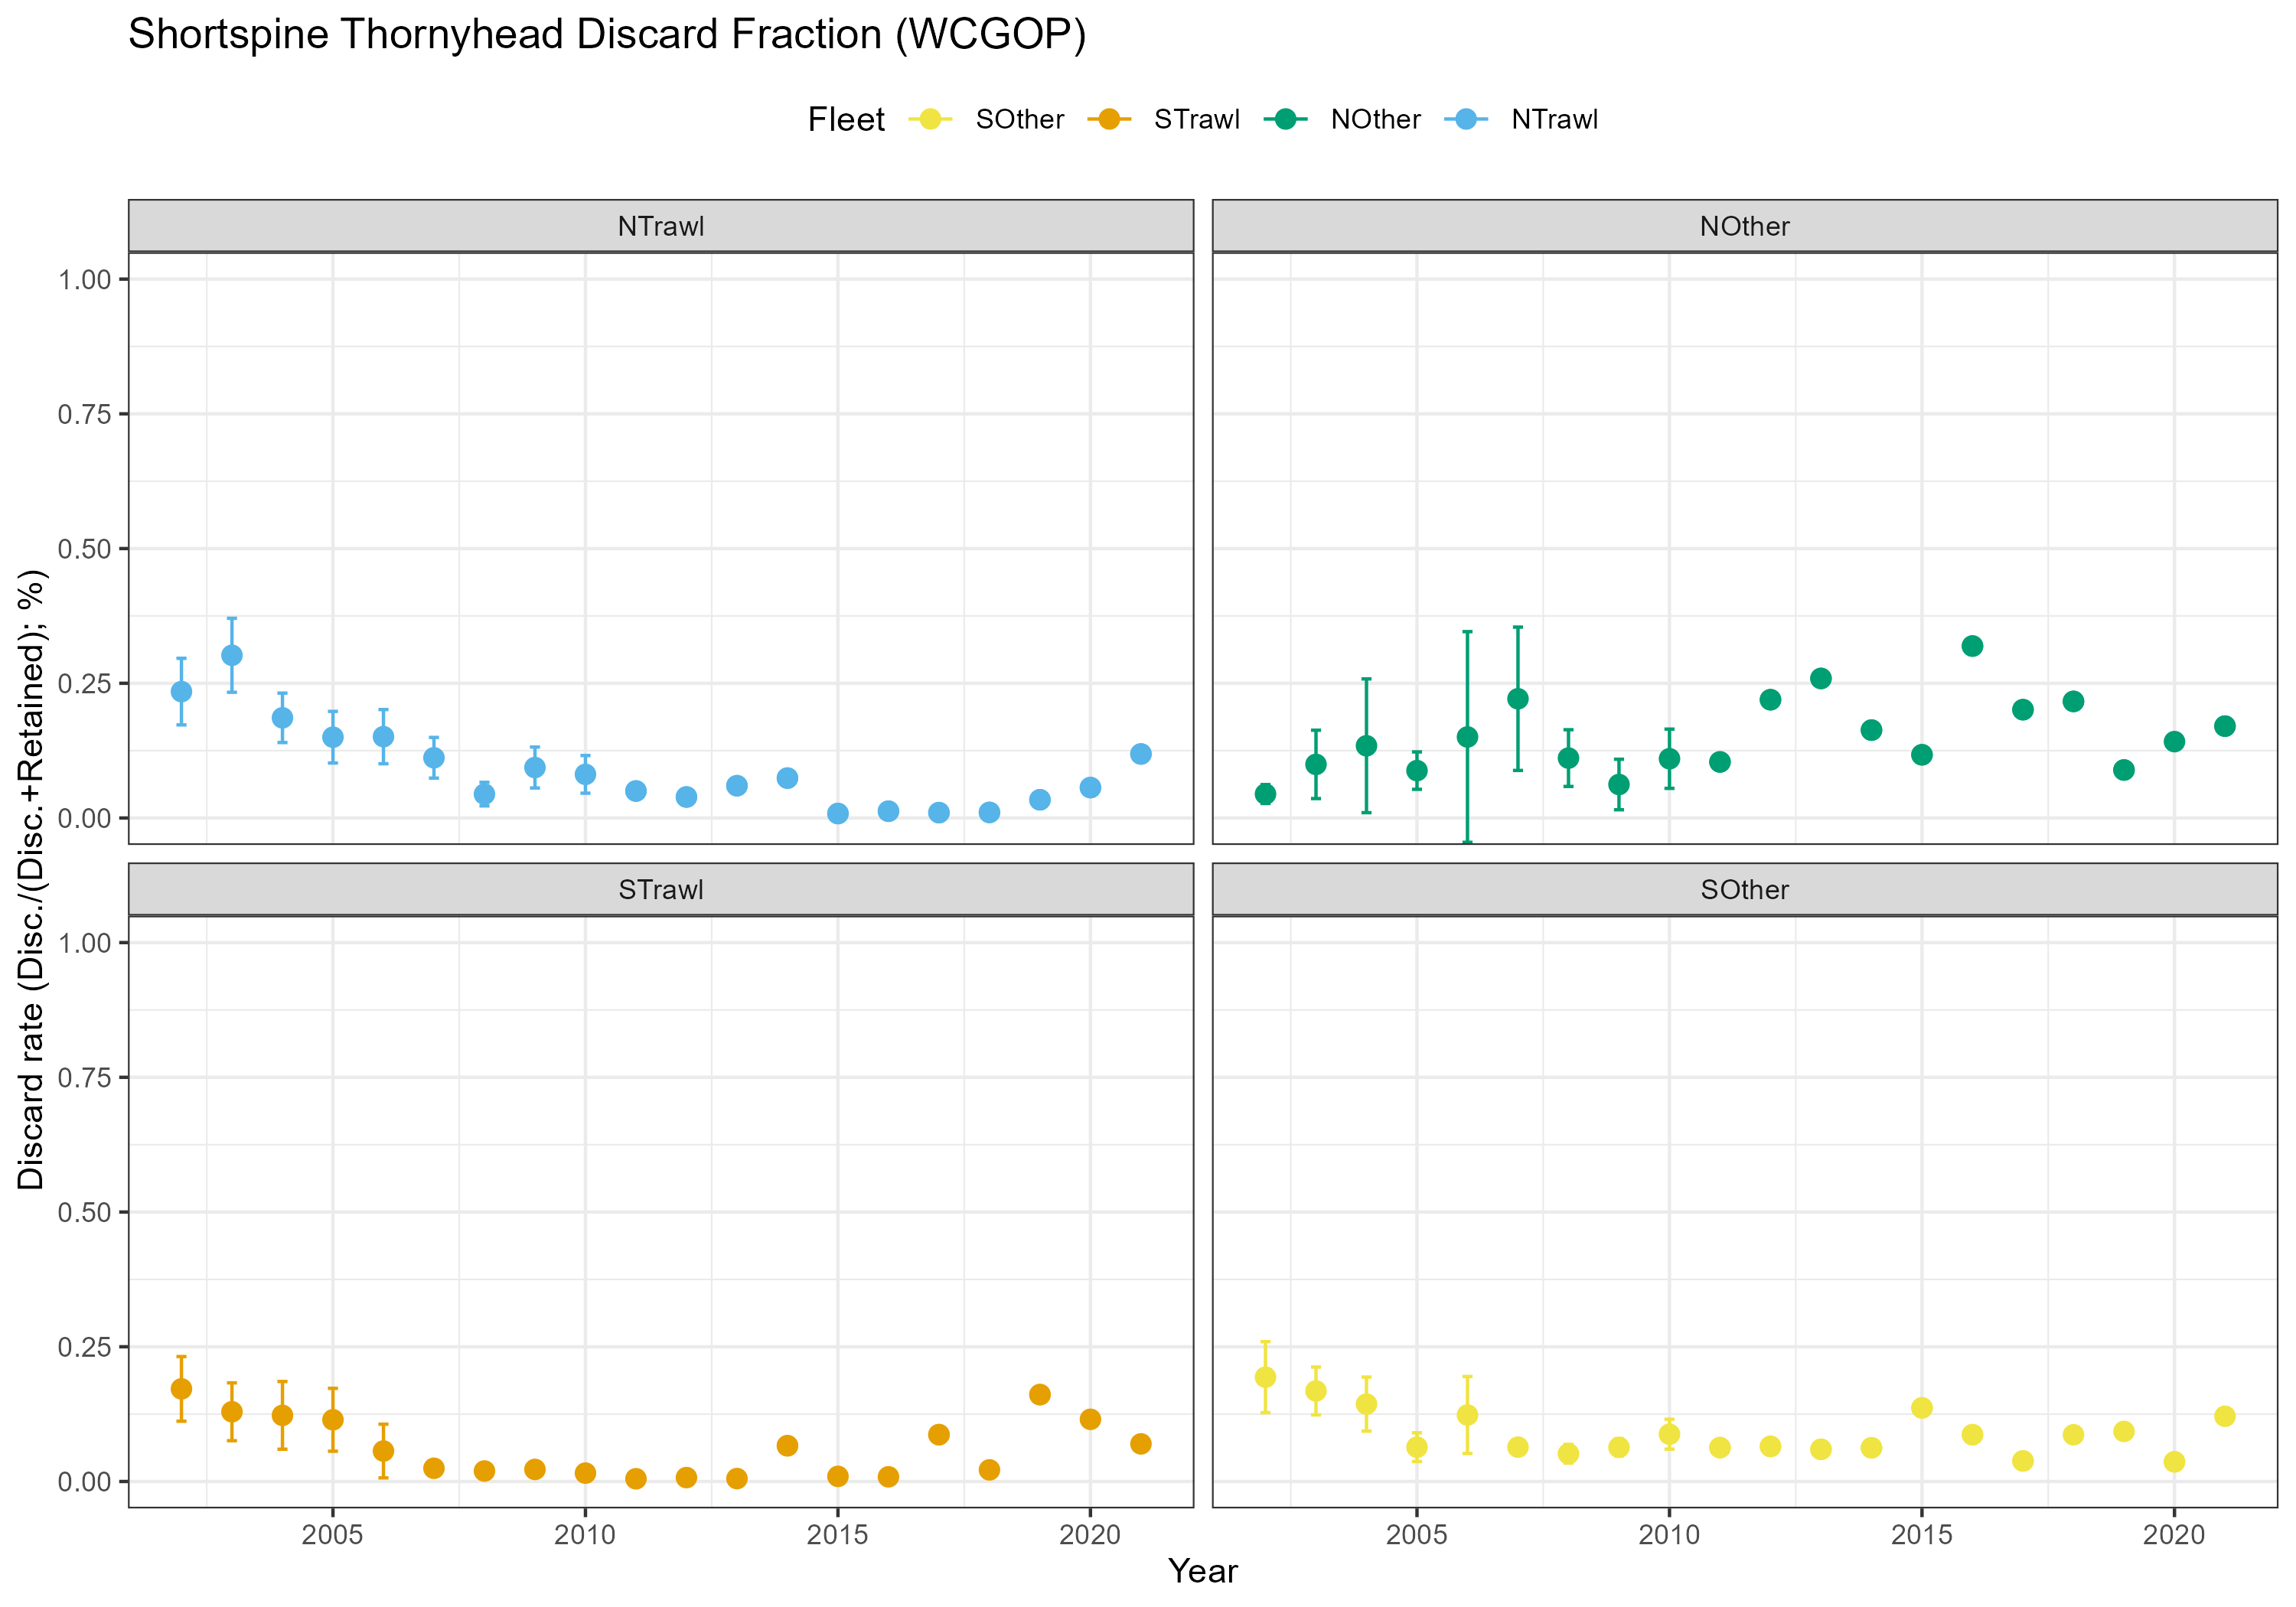 Shortspine Thornyhead Discard Fraction (WCGOP)
Fleet SOther STrawl NOther NTrawl
NTrawl NOther
1.00
0.75
0.50
0.25
0.00
STrawl SOther
1.00
0.75
0.50
0.25
0.00
Discard rate (Disc./(Disc.+Retained); %)
2005 2010 2015 2020 2005 2010 2015 2020
Year